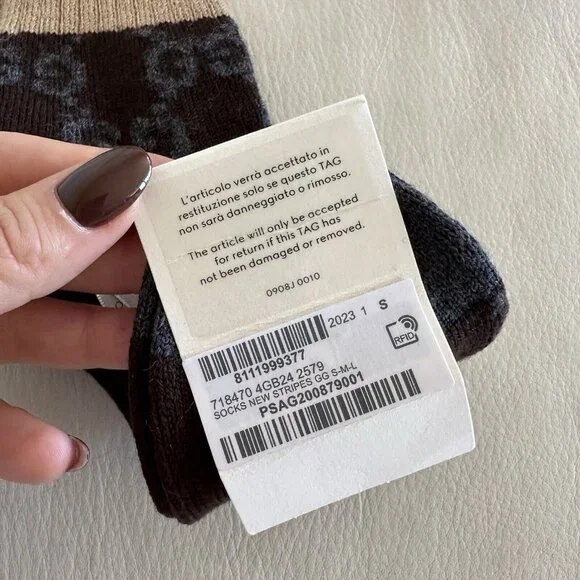 L'articolo verrà accettato in
restituzione solo se questo TAG
non sarà danneggiato o rimosso.
The article will only be accepted
for return if this TAG has
not been damaged or removed.
0908J 0010
2023 1 S
8111999377
RFID
718470 4GB24 2579
SOCKS NEW STRIPES GG S-M-L
PSAG200879001